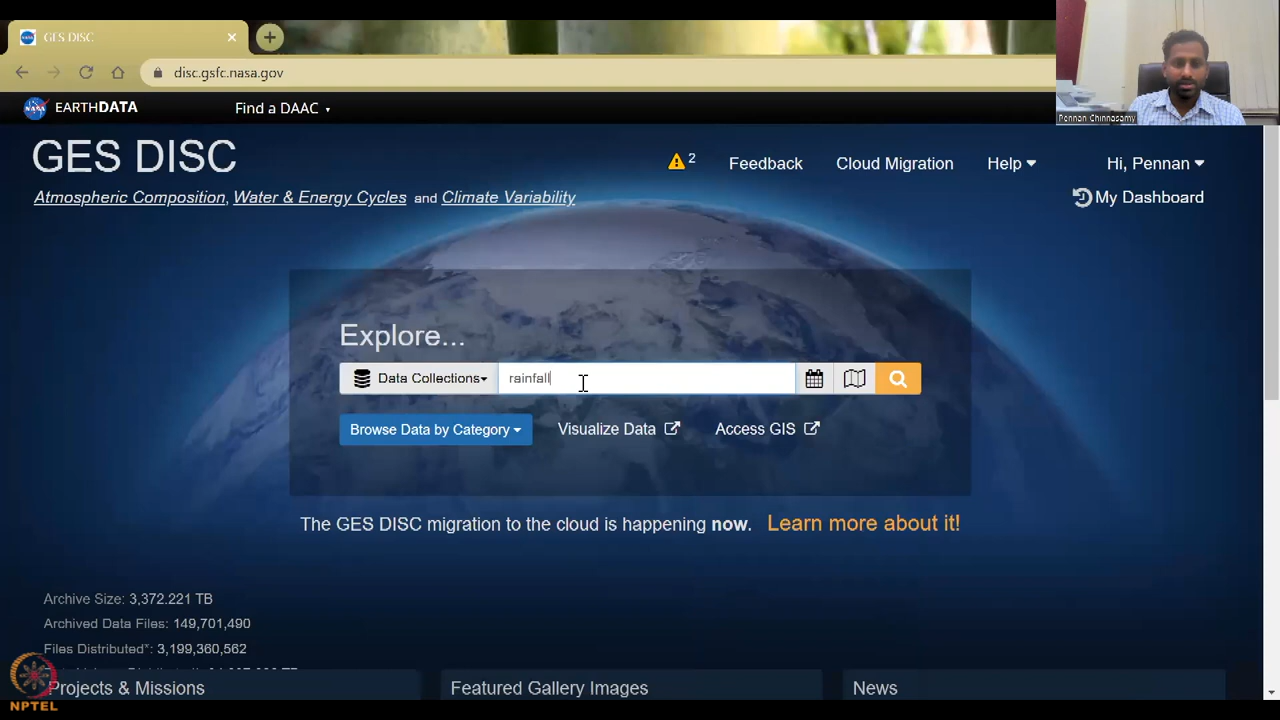 GES DISC
disc.gsfc.nasa.gov
Pennan Chinnasamy
EARTHDATA
Find a DAAC
GES DISC
2
Feedback
Cloud Migration
Help
Hi, Pennan
Atmospheric Composition, Water & Energy Cycles and Climate Variability
My Dashboard
Explore...
Data Collections
rainfall
Browse Data by Category
Visualize Data
Access GIS
The GES DISC migration to the cloud is happening now. Learn more about it!
Archive Size: 3,372.221 TB
Archived Data Files: 149,701,490
Files Distributed*: 3,199,360,562
Projects & Missions
Featured Gallery Images
News
NPTEL